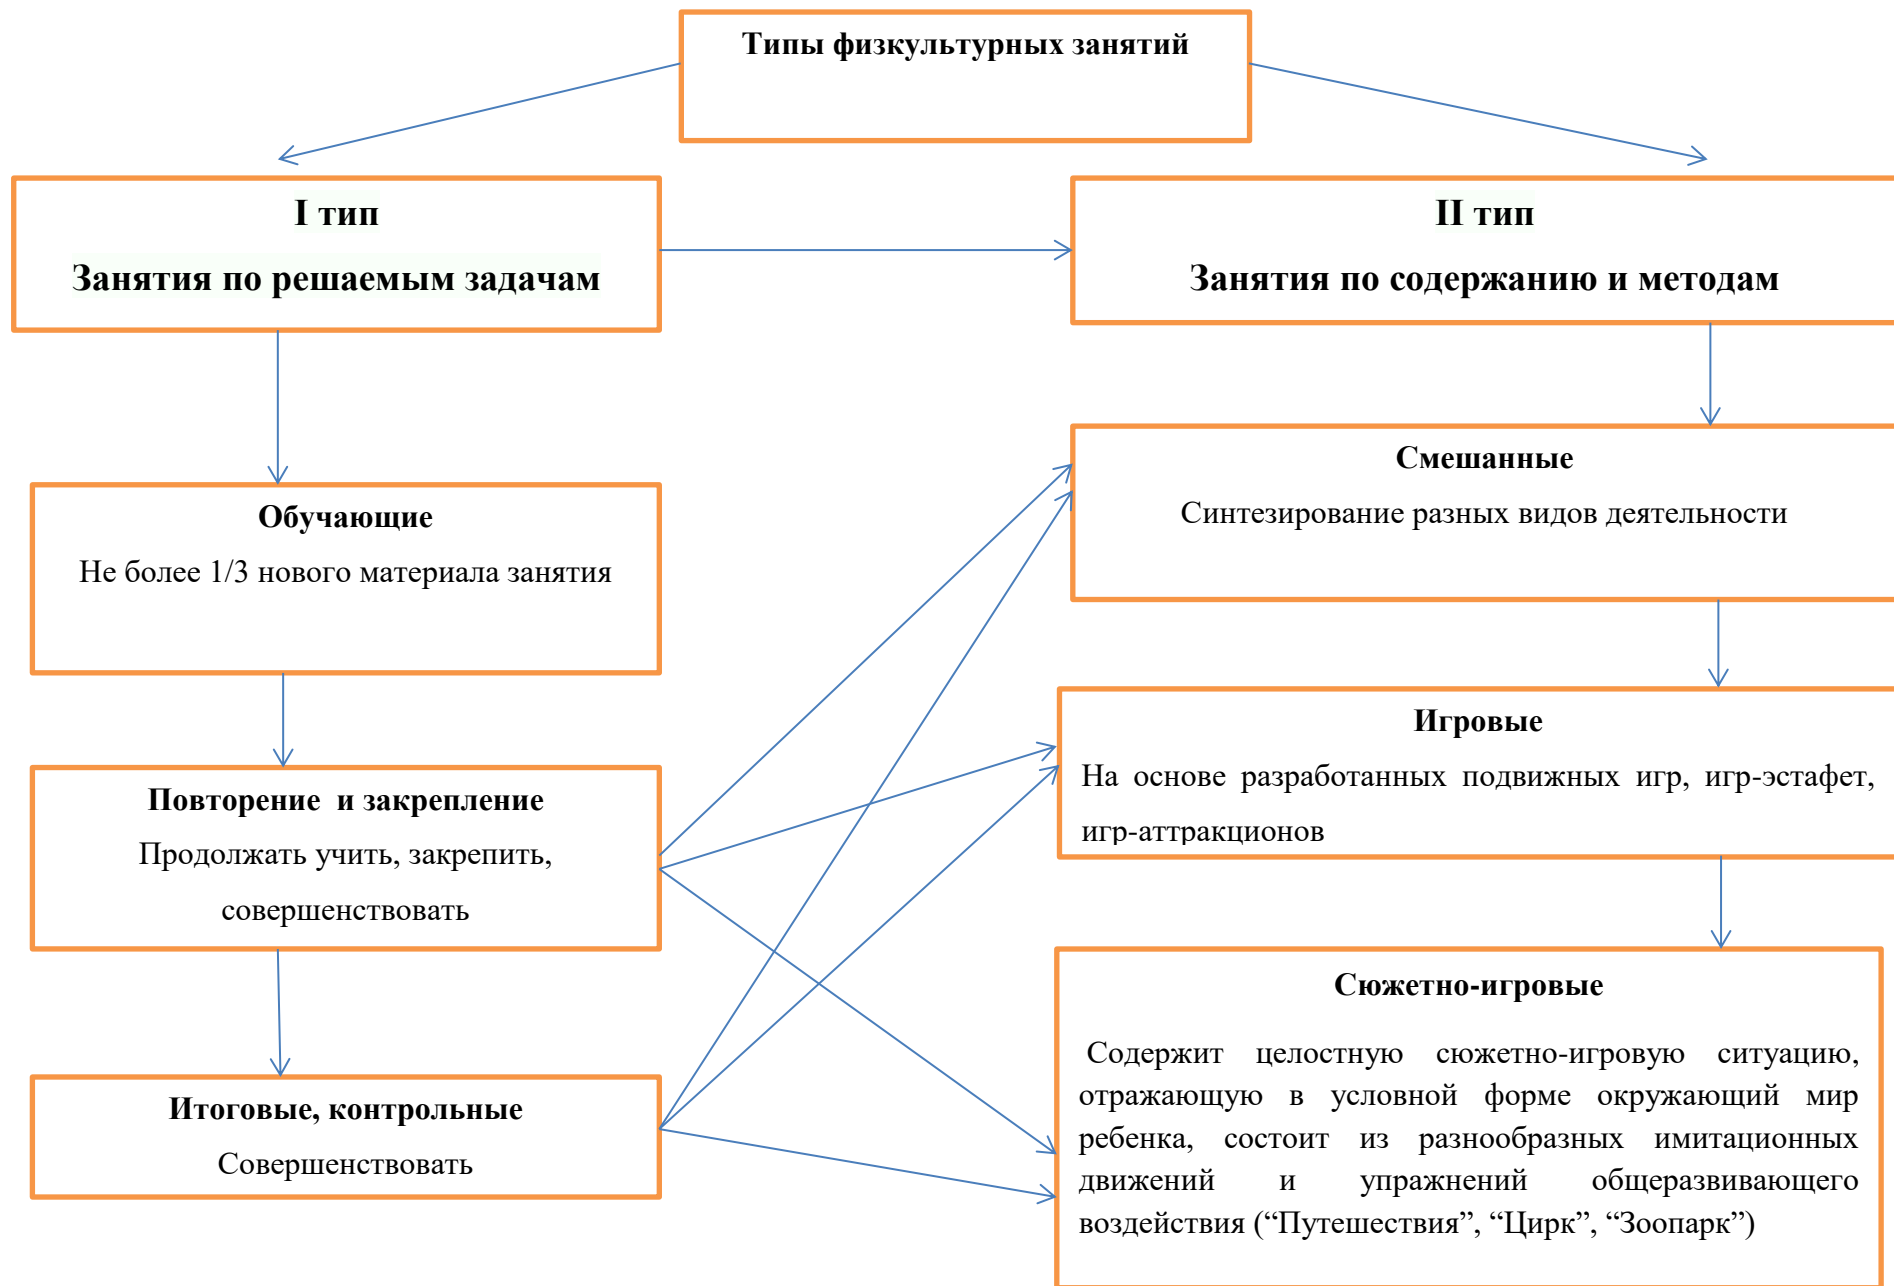 Типы физкультурных занятий
I тип
Занятия по решаемым задачам
II тип
Занятия по содержанию и методам
Обучающие
Не более 1/3 нового материала занятия
Повторение и закрепление
Продолжать учить, закрепить,
совершенствовать
Итоговые, контрольные
Совершенствовать
Смешанные
Синтезирование разных видов деятельности
Игровые
На основе разработанных подвижных игр, игр-эстафет,
игр-аттракционов
Сюжетно-игровые
Содержит целостную сюжетно-игровую ситуацию,
отражающую в условной форме окружающий мир
ребенка, состоит из разнообразных имитационных
движений и упражнений общеразвивающего
воздействия (“Путешествия”, “Цирк”, “Зоопарк”)